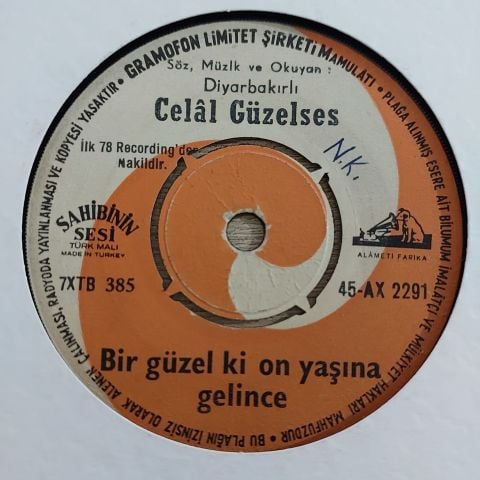 GRAMOFON LİMİTET ŞİRKETİ MAMULÂTI • PLAĞA ALINMIŞ ESERE AİT BİLUMUM İMALÂTÇI VE MÜLKİYET HAKLARI MAHFUZDUR • BU PLAĞIN İZİNSİZ OLARAK ALENEN ÇALINMASI, RADYODA YAYINLANMASI VE KOPYESİ YASAKTIR •
Söz, Müzik ve Okuyan :
Diyarbakırlı
Celâl Güzelses
İlk 78 Recording'den
Nakildir.
N.K.
SAHİBİNİN
SESİ
TÜRK MALI
MADE IN TURKEY
ALÂMETİ FARİKA
7XTB 385
45-AX 2291
Bir güzel ki on yaşına
gelince